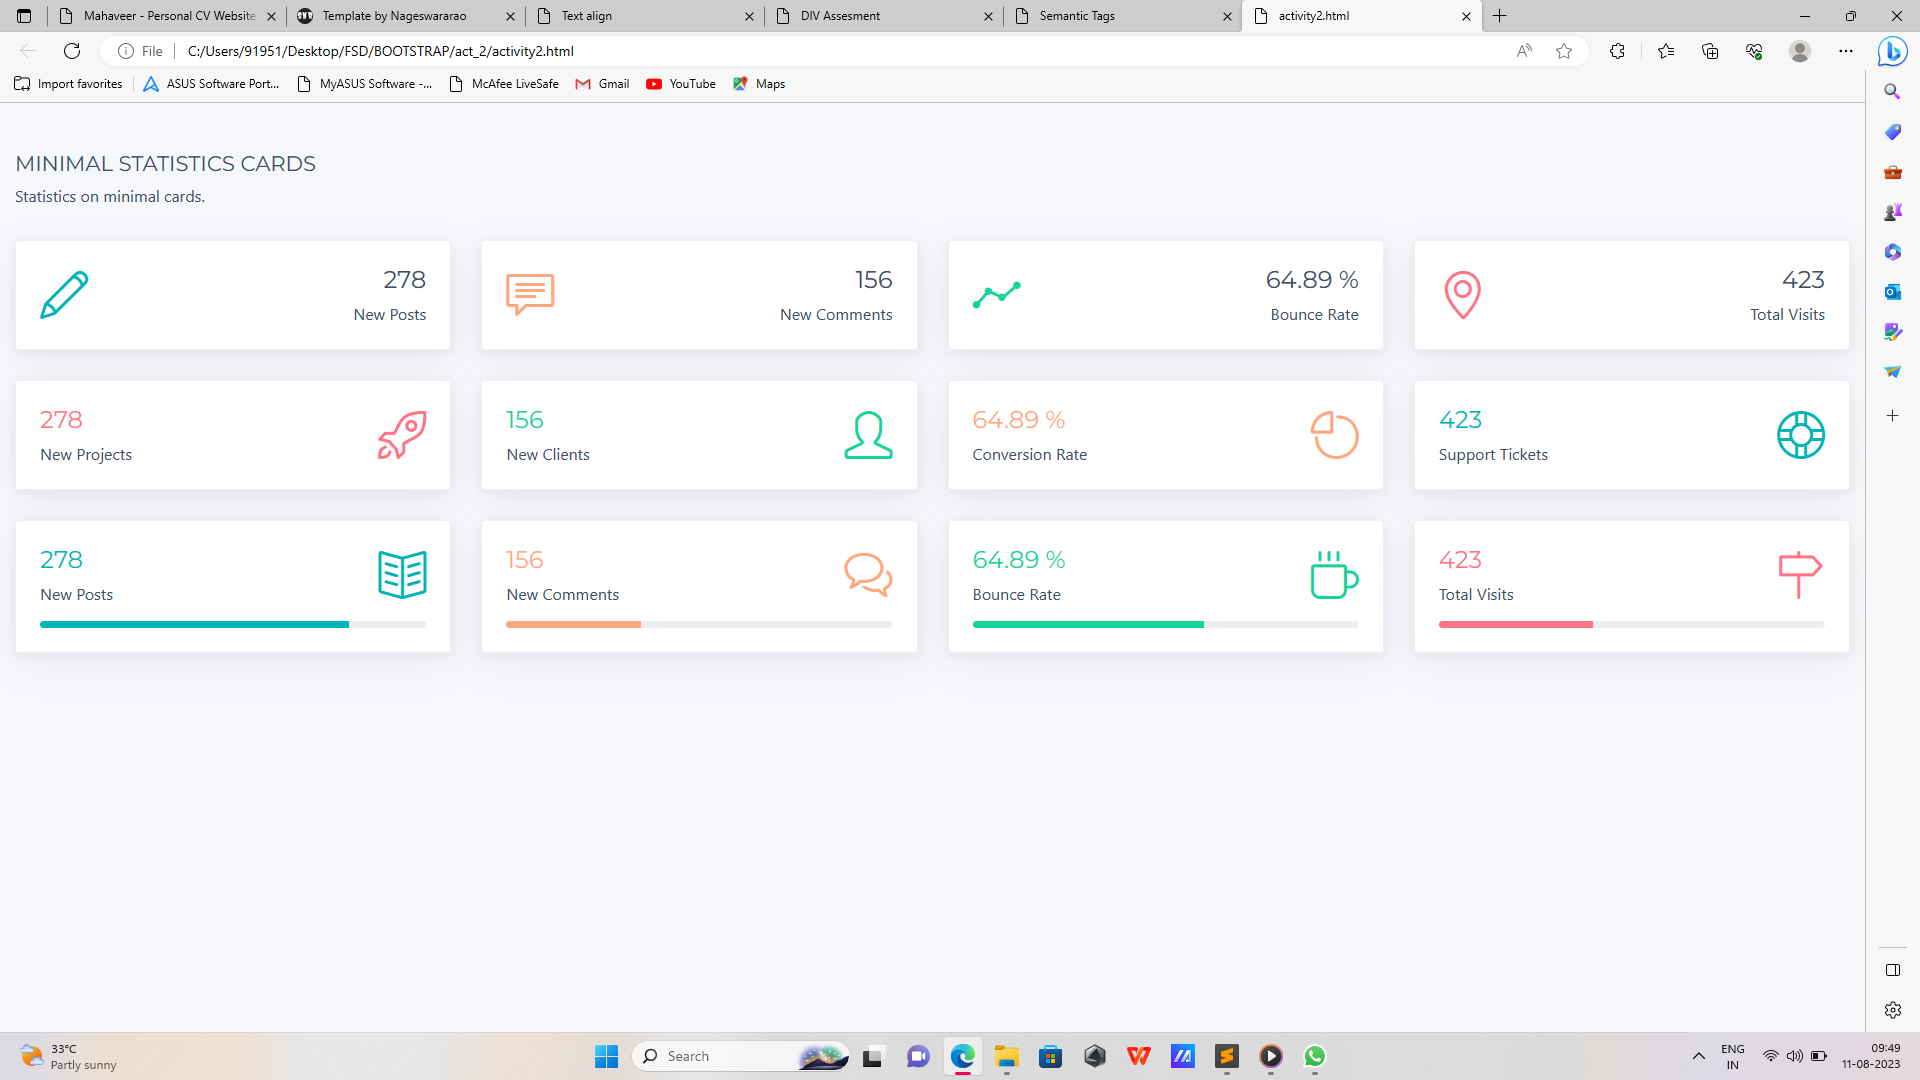 Mahaveer - Personal CV Website
Template by Nageswararao
Text align
DIV Assesment
Semantic Tags
activity2.html
File
C:/Users/91951/Desktop/FSD/BOOTSTRAP/act_2/activity2.html
Import favorites
ASUS Software Port...
MyASUS Software -...
McAfee LiveSafe
Gmail
YouTube
Maps
MINIMAL STATISTICS CARDS
Statistics on minimal cards.
278
New Posts
156
New Comments
64.89 %
Bounce Rate
423
Total Visits
278
New Projects
156
New Clients
64.89 %
Conversion Rate
423
Support Tickets
278
New Posts
156
New Comments
64.89 %
Bounce Rate
423
Total Visits
33°C
Partly sunny
Search
ENG
IN
09:49
11-08-2023